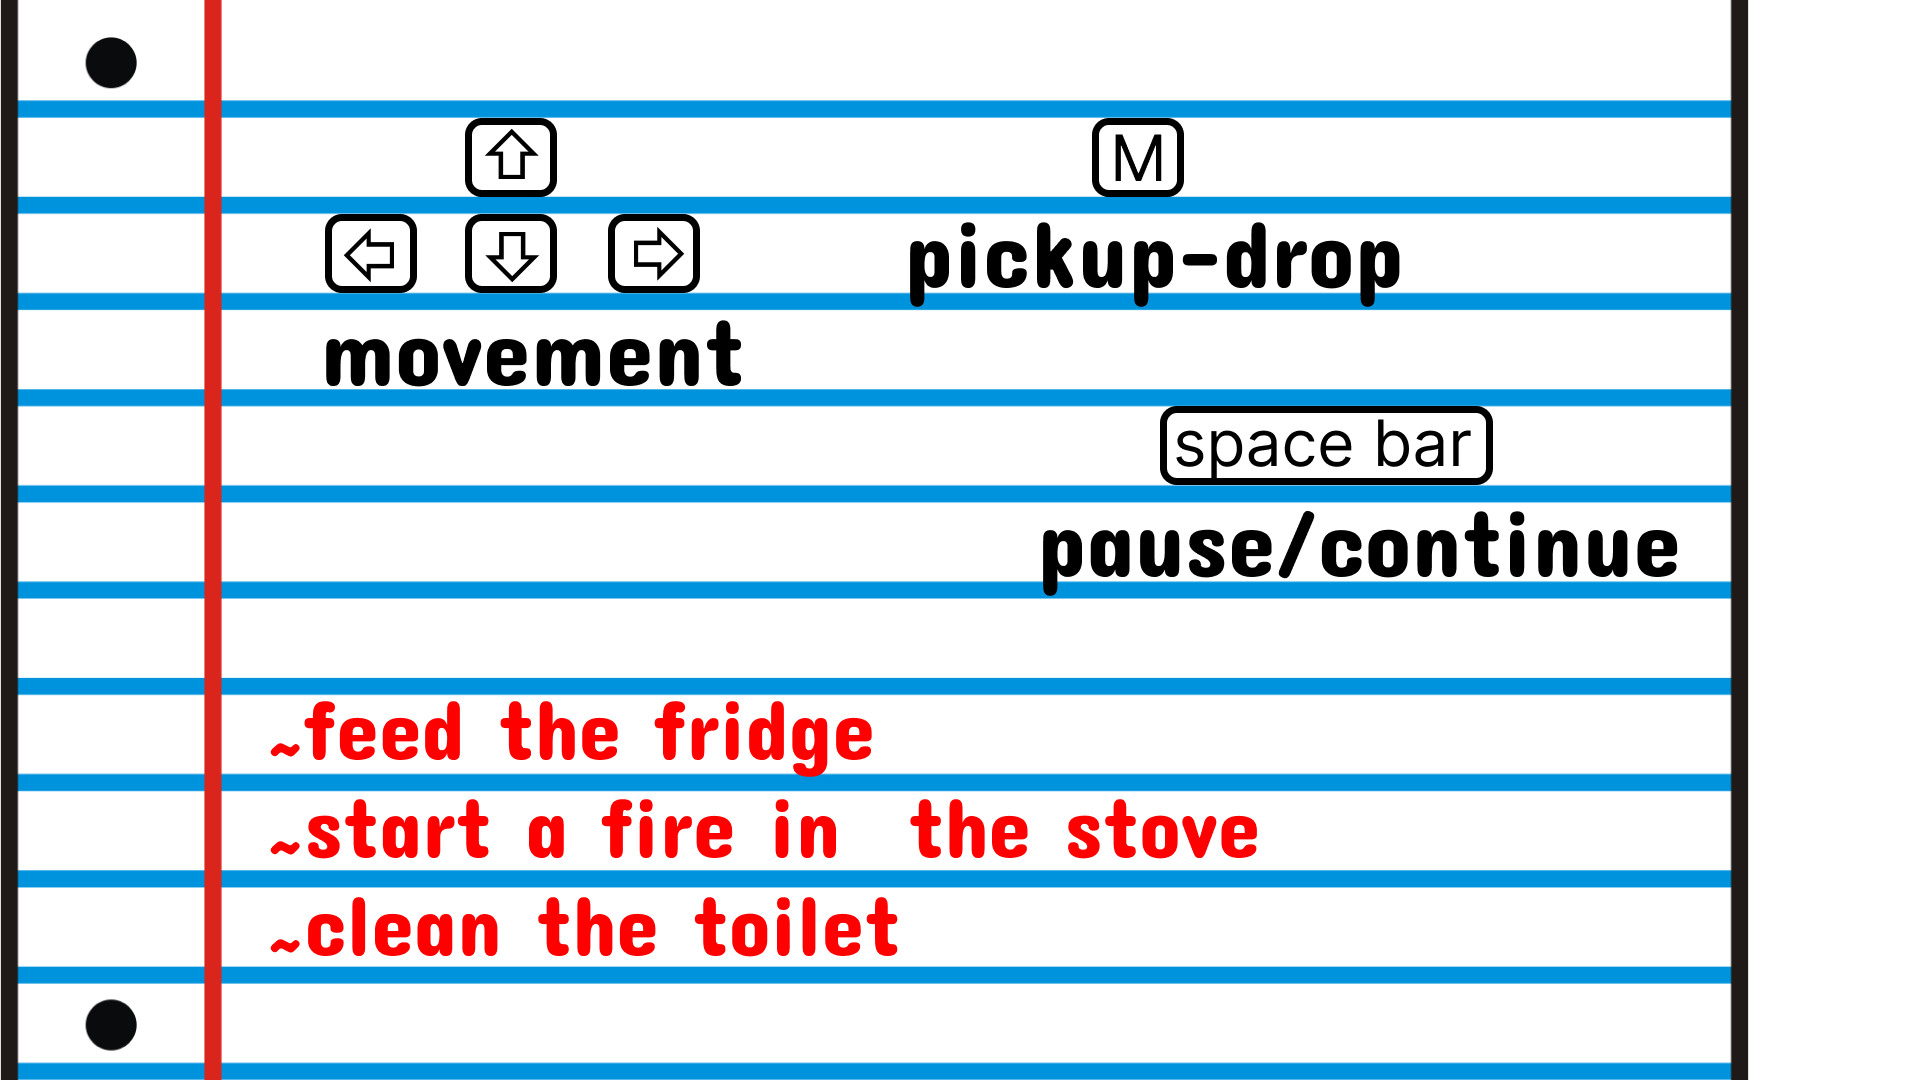 M
pickup-drop
movement
space bar
pause/continue
~feed the fridge
~start a fire in the stove
~clean the toilet